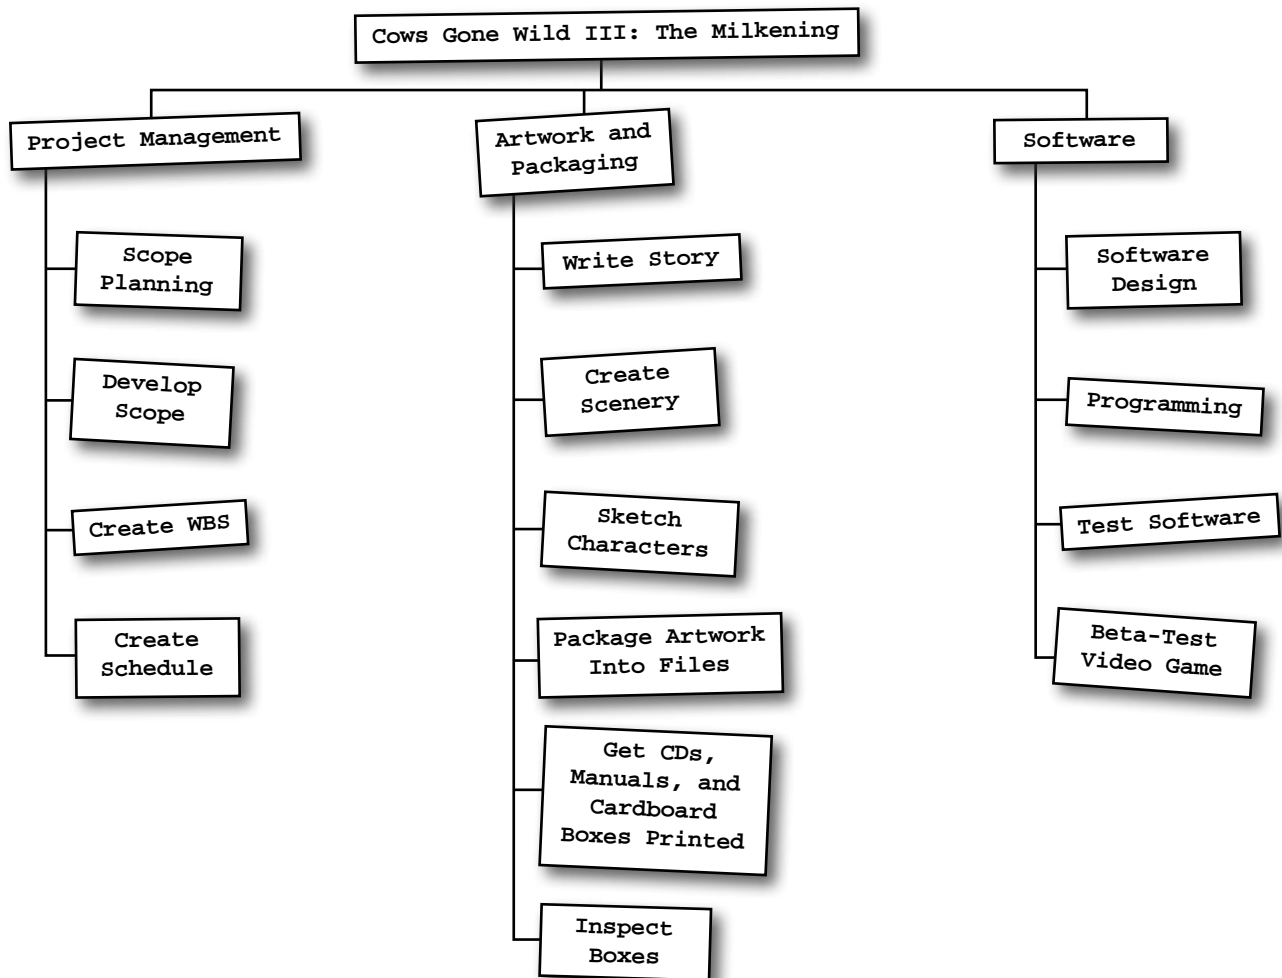 Cows Gone Wild III: The Milkening
Project Management
Scope
Planning
Develop
Scope
Create WBS
Create
Schedule
Artwork and
Packaging
Write Story
Create
Scenery
Sketch
Characters
Package Artwork
Into Files
Get CDs,
Manuals, and
Cardboard
Boxes Printed
Inspect
Boxes
Software
Software
Design
Programming
Test Software
Beta-Test
Video Game